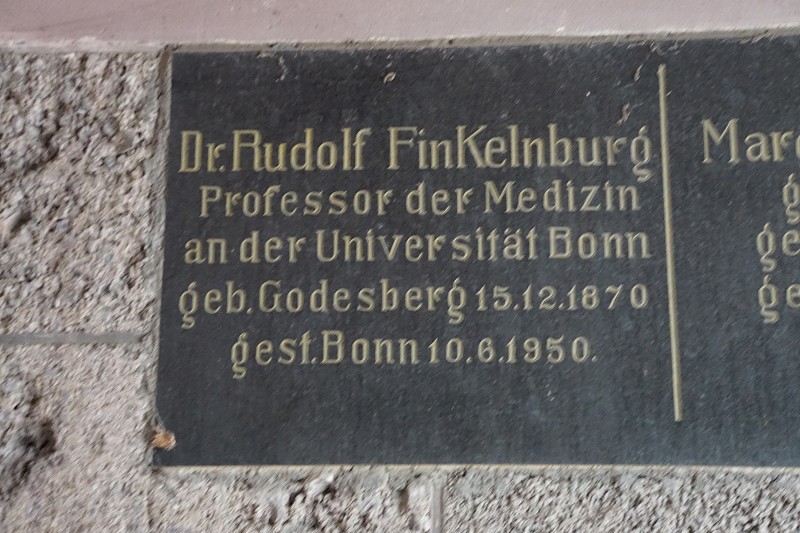 Dr. Rudolf Finkelnburg
Professor der Medizin
an der Universität Bonn
geb. Godesberg 15.12.1870
gest. Bonn 10.6.1950.